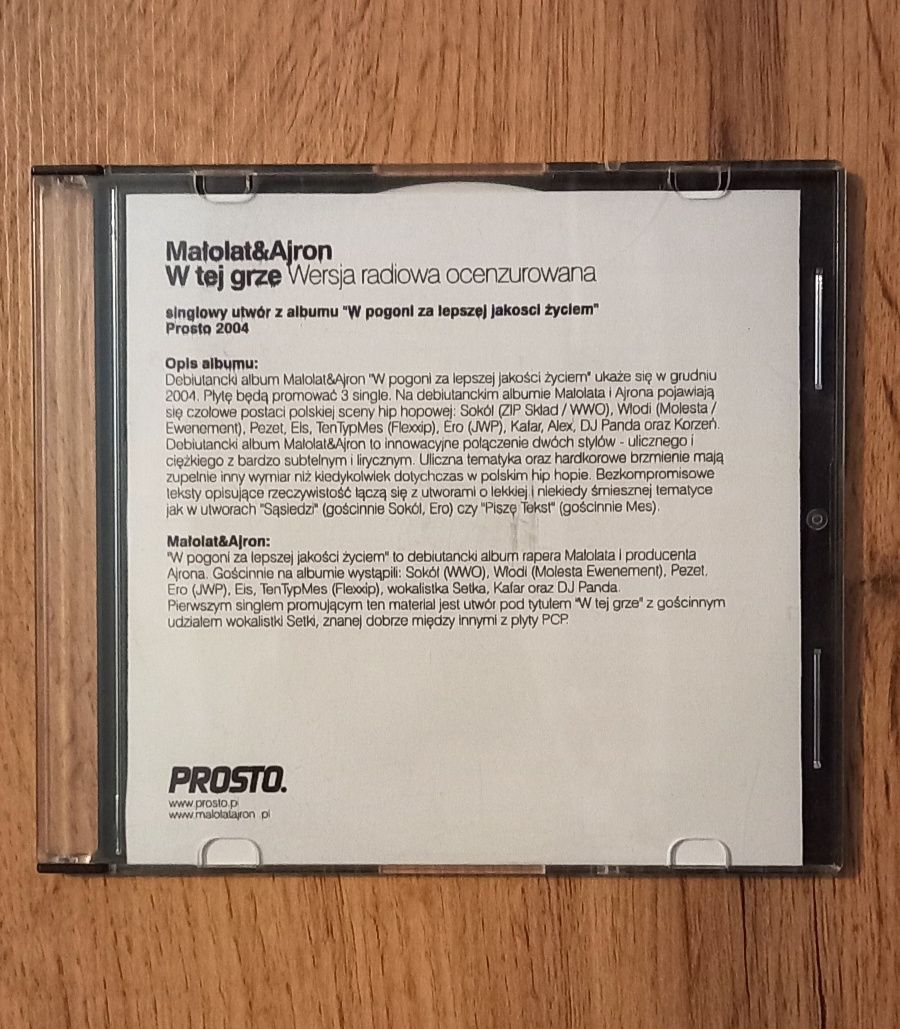 Małolat&Ajron
W tej grze Wersja radiowa ocenzurowana
singlowy utwór z albumu "W pogoni za lepszej jakosci życiem"
Prosto 2004
Opis albumu:
Debiutancki album Małolat&Ajron "W pogoni za lepszej jakości życiem" ukaże się w grudniu
2004. Płytę będą promować 3 single. Na debiutanckim albumie Małolata i Ajrona pojawiają
się czołowe postaci polskiej sceny hip hopowej: Sokół (ZIP Skład / WWO), Włodi (Molesta /
Ewenement), Pezet, Eis, TenTypMes (Flexxip), Ero (JWP), Kafar, Alex, DJ Panda oraz Korzeń.
Debiutancki album Małolat&Ajron to innowacyjne połączenie dwóch stylów - ulicznego i
ciężkiego z bardzo subtelnym i lirycznym. Uliczna tematyka oraz hardkorowe brzmienie mają
zupełnie inny wymiar niż kiedykolwiek dotychczas w polskim hip hopie. Bezkompromisowe
teksty opisujące rzeczywistość łączą się z utworami o lekkiej i niekiedy śmiesznej tematyce
jak w utworach "Sąsiedzi" (gościnnie Sokół, Ero) czy "Piszę Tekst" (gościnnie Mes).
Małolat&Ajron:
"W pogoni za lepszej jakości życiem" to debiutancki album rapera Małolata i producenta
Ajrona. Gościnnie na albumie wystąpili: Sokół (WWO), Włodi (Molesta Ewenement), Pezet,
Ero (JWP), Eis, TenTypMes (Flexxip), wokalistka Setka, Kafar oraz DJ Panda.
Pierwszym singlem promującym ten materiał jest utwór pod tytułem "W tej grze" z gościnnym
udziałem wokalistki Setki, znanej dobrze między innymi z płyty PCP.
PROSTO.
www.prosto.pl
www.malolatajron pl